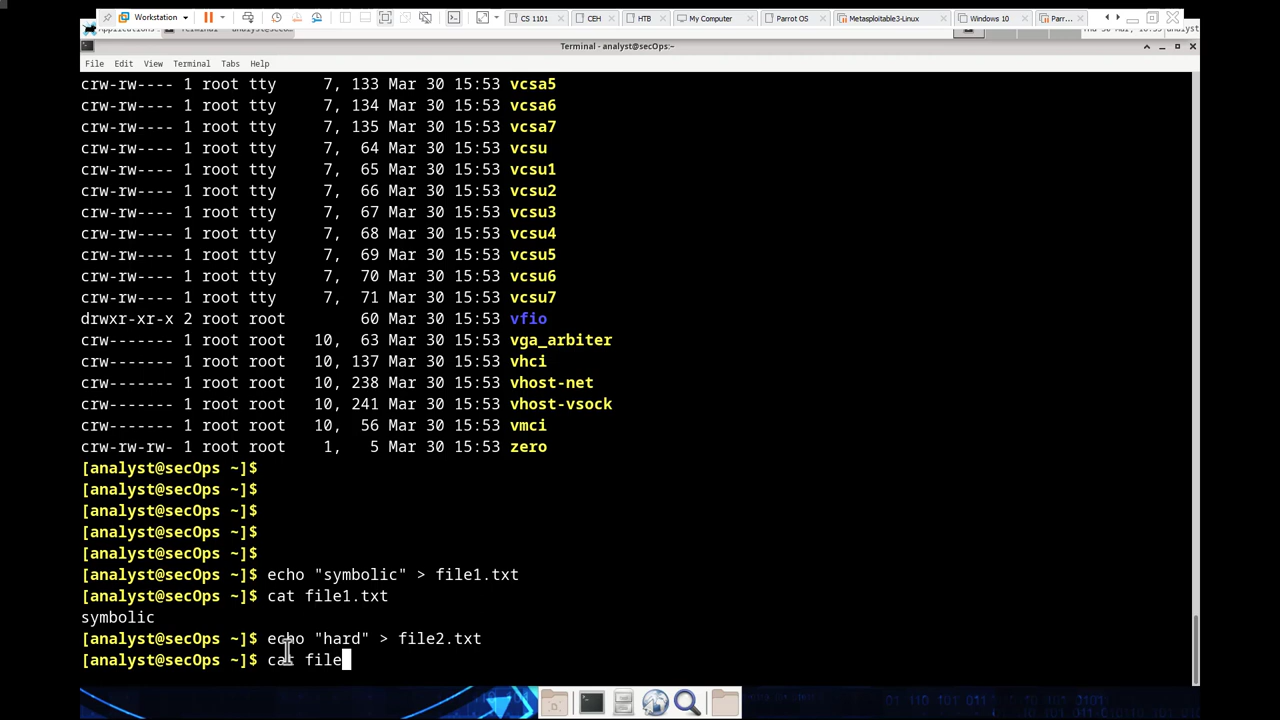 Workstation CS 1101 CEH HTB My Computer Parrot OS Metasploitable3-Linux Windows 10 Parr...
Terminal - analyst@secOps:~
File Edit View Terminal Tabs Help
crw-rw---- 1 root tty 7, 133 Mar 30 15:53 vcsa5
crw-rw---- 1 root tty 7, 134 Mar 30 15:53 vcsa6
crw-rw---- 1 root tty 7, 135 Mar 30 15:53 vcsa7
crw-rw---- 1 root tty 7, 64 Mar 30 15:53 vcsu
crw-rw---- 1 root tty 7, 65 Mar 30 15:53 vcsu1
crw-rw---- 1 root tty 7, 66 Mar 30 15:53 vcsu2
crw-rw---- 1 root tty 7, 67 Mar 30 15:53 vcsu3
crw-rw---- 1 root tty 7, 68 Mar 30 15:53 vcsu4
crw-rw---- 1 root tty 7, 69 Mar 30 15:53 vcsu5
crw-rw---- 1 root tty 7, 70 Mar 30 15:53 vcsu6
crw-rw---- 1 root tty 7, 71 Mar 30 15:53 vcsu7
drwxr-xr-x 2 root root 60 Mar 30 15:53 vfio
crw------- 1 root root 10, 63 Mar 30 15:53 vga_arbiter
crw------- 1 root root 10, 137 Mar 30 15:53 vhci
crw------- 1 root root 10, 238 Mar 30 15:53 vhost-net
crw------- 1 root root 10, 241 Mar 30 15:53 vhost-vsock
crw------- 1 root root 10, 56 Mar 30 15:53 vmci
crw-rw-rw- 1 root root 1, 5 Mar 30 15:53 zero
[analyst@secOps ~]$
[analyst@secOps ~]$
[analyst@secOps ~]$
[analyst@secOps ~]$
[analyst@secOps ~]$
[analyst@secOps ~]$ echo "symbolic" > file1.txt
[analyst@secOps ~]$ cat file1.txt
symbolic
[analyst@secOps ~]$ echo "hard" > file2.txt
[analyst@secOps ~]$ cat file